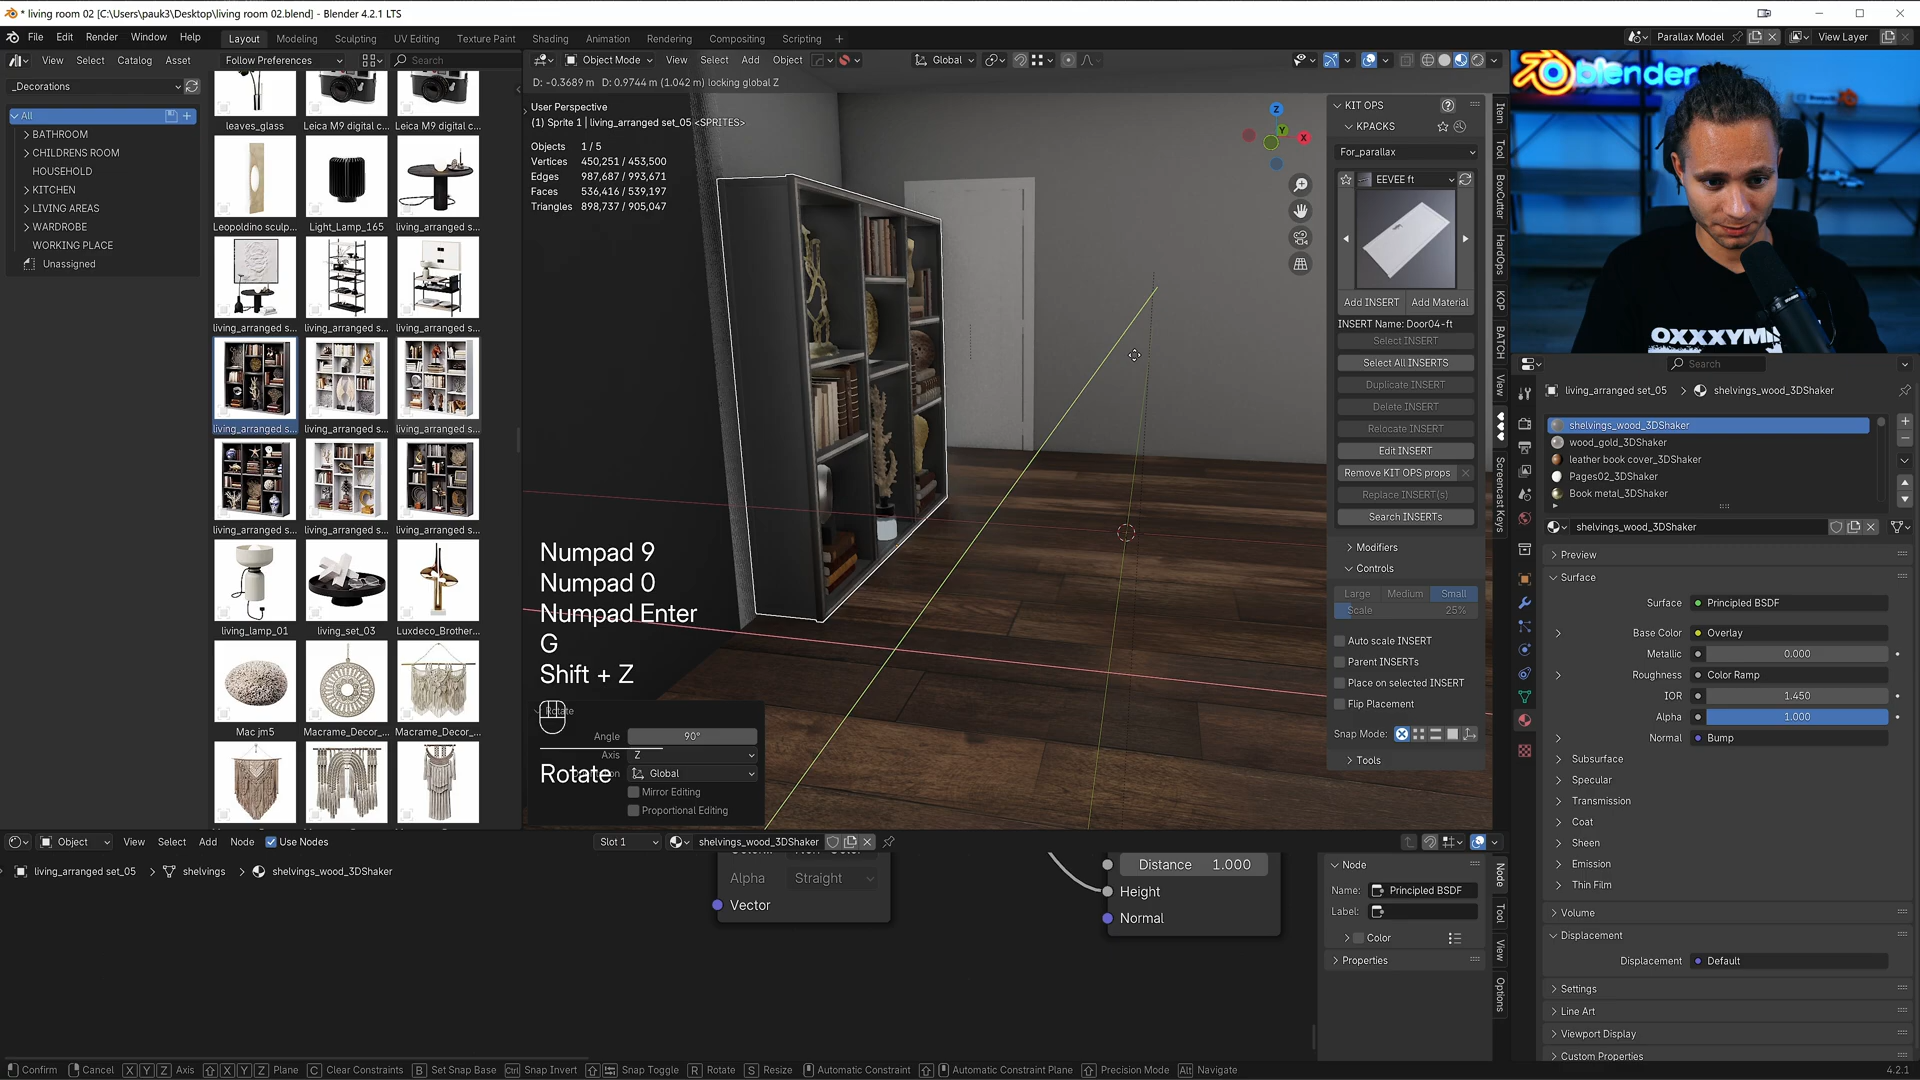 * living room 02 [C:\Users\pauk3\Desktop\living room 02.blend] - Blender 4.2.1 LTS
File Edit Render Window Help
Layout Modeling Sculpting UV Editing Texture Paint Shading Animation Rendering Compositing Scripting +
Parallax Model View Layer
View Select Catalog Asset Follow Preferences Search
Object Mode View Select Add Object Global
_Decorations
All
BATHROOM
CHILDRENS ROOM
HOUSEHOLD
KITCHEN
LIVING AREAS
WARDROBE
WORKING PLACE
Unassigned
leaves_glass Leica M9 digital c... Leica M9 digital c...
Leopoldino sculp... Light_Lamp_165 living_arranged s...
living_arranged s... living_arranged s... living_arranged s...
living_arranged s... living_arranged s... living_arranged s...
living_arranged s... living_arranged s... living_arranged s...
living_lamp_01 living_set_03 Luxdeco_Brother...
Mac jm5 Macrame_Decor_... Macrame_Decor_...
D: -0.3689 m D: 0.9744 m (1.042 m) locking global Z
User Perspective
(1) Sprite 1 | living_arranged set_05 <SPRITES>
Objects 1 / 5
Vertices 450,251 / 453,500
Edges 987,687 / 993,671
Faces 536,416 / 539,197
Triangles 898,737 / 905,047
Z
Y
X
Numpad 9
Numpad 0
Numpad Enter
G
Shift + Z
Rotate
Rotate
Angle 90°
Axis Z
Global
Mirror Editing
Proportional Editing
KIT OPS
KPACKS
For_parallax
EEVEE ft
Add INSERT Add Material
INSERT Name: Door04-ft
Select INSERT
Select All INSERTS
Duplicate INSERT
Delete INSERT
Relocate INSERT
Edit INSERT
Remove KIT OPS props
Replace INSERT(s)
Search INSERTs
Modifiers
Controls
Large Medium Small
Scale 25%
Auto scale INSERT
Parent INSERTs
Place on selected INSERT
Flip Placement
Snap Mode:
Tools
Item
Tool
BoxCutter
HardOps
KOP
BATCH
View
Screencast Keys
blender
OXXXYMI
Search
living_arranged set_05 shelvings_wood_3DShaker
shelvings_wood_3DShaker
wood_gold_3DShaker
leather book cover_3DShaker
Pages02_3DShaker
Book metal_3DShaker
shelvings_wood_3DShaker
Preview
Surface
Surface Principled BSDF
Base Color Overlay
Metallic 0.000
Roughness Color Ramp
IOR 1.450
Alpha 1.000
Normal Bump
Subsurface
Specular
Transmission
Coat
Sheen
Emission
Thin Film
Volume
Displacement
Displacement Default
Settings
Line Art
Viewport Display
Custom Properties
Object View Select Add Node Use Nodes Slot 1 shelvings_wood_3DShaker
living_arranged set_05 shelvings shelvings_wood_3DShaker
Alpha Straight
Vector
Distance 1.000
Height
Normal
Node
Name: Principled BSDF
Label:
Color
Properties
Node
Tool
View
Options
Confirm Cancel X Y Z Axis X Y Z Plane C Clear Constraints B Set Snap Base Ctrl Snap Invert Snap Toggle R Rotate S Resize Automatic Constraint Automatic Constraint Plane Precision Mode Alt Navigate 4.2.1